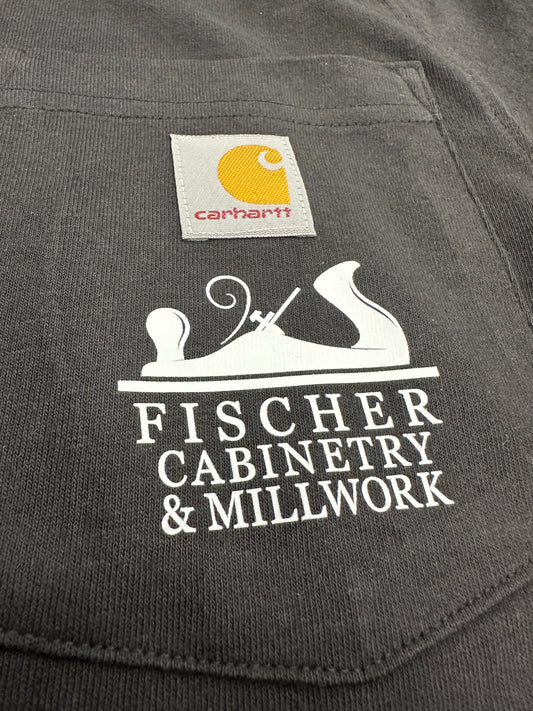 carhartt
FISCHER
CABINETRY
& MILLWORK